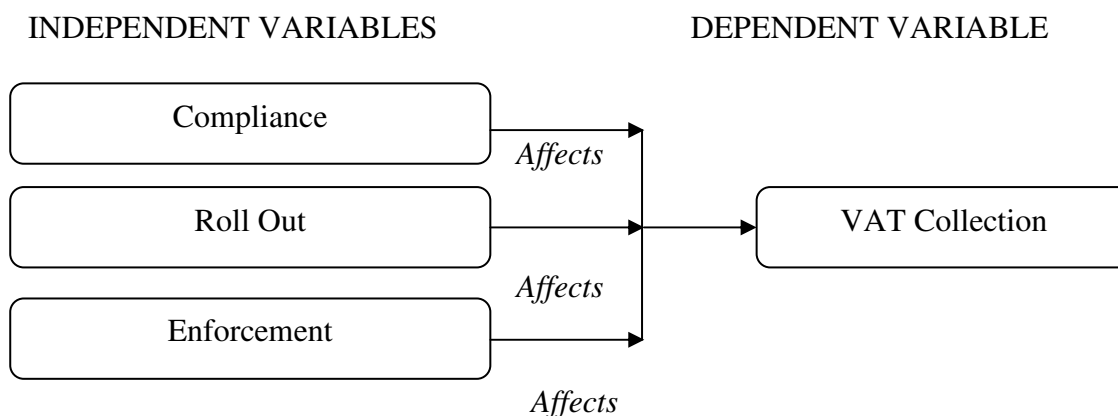 INDEPENDENT VARIABLES
DEPENDENT VARIABLE
Compliance
Affects
Roll Out
VAT Collection
Affects
Enforcement
Affects